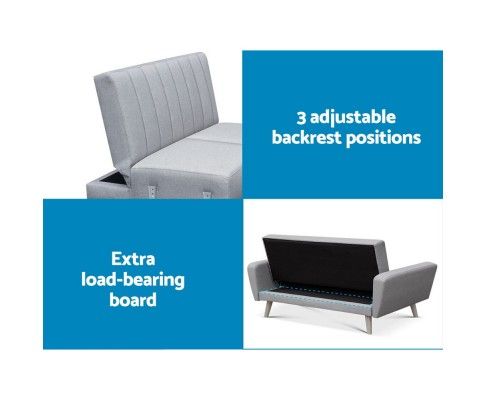 3 adjustable
backrest positions
Extra
load-bearing
board